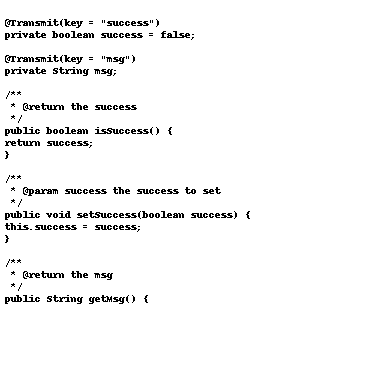 @Transmit(key = "success")
private boolean success = false;

@Transmit(key = "msg")
private String msg;

/**
 * @return the success
 */
public boolean isSuccess() {
return success;
}

/**
 * @param success the success to set
 */
public void setSuccess(boolean success) {
this.success = success;
}

/**
 * @return the msg
 */
public String getMsg() {